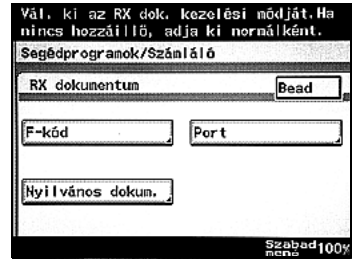 Vál. ki az RX dok. kezelési módját.Ha
nincs hozzáillő, adja ki normálként.
Segédprogramok/Számláló
RX dokumentum
Bead
F-kód
Port
Nyilvános dokum.
Szabad 100%
menő